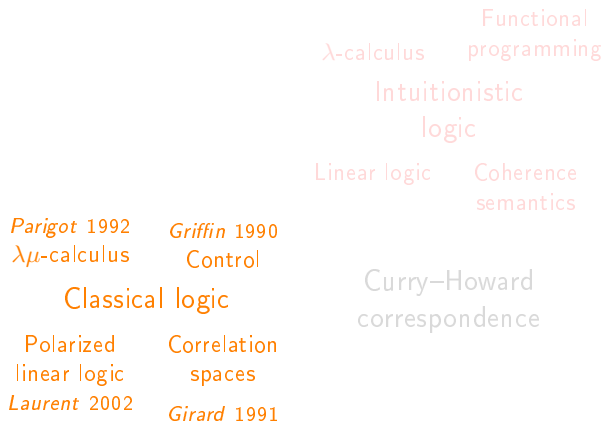 Functional
programming
λ-calculus
Intuitionistic
logic
Linear logic
Coherence
semantics
Parigot 1992
λμ-calculus
Griffin 1990
Control
Classical logic
Polarized
linear logic
Laurent 2002
Correlation
spaces
Girard 1991
Curry–Howard
correspondence